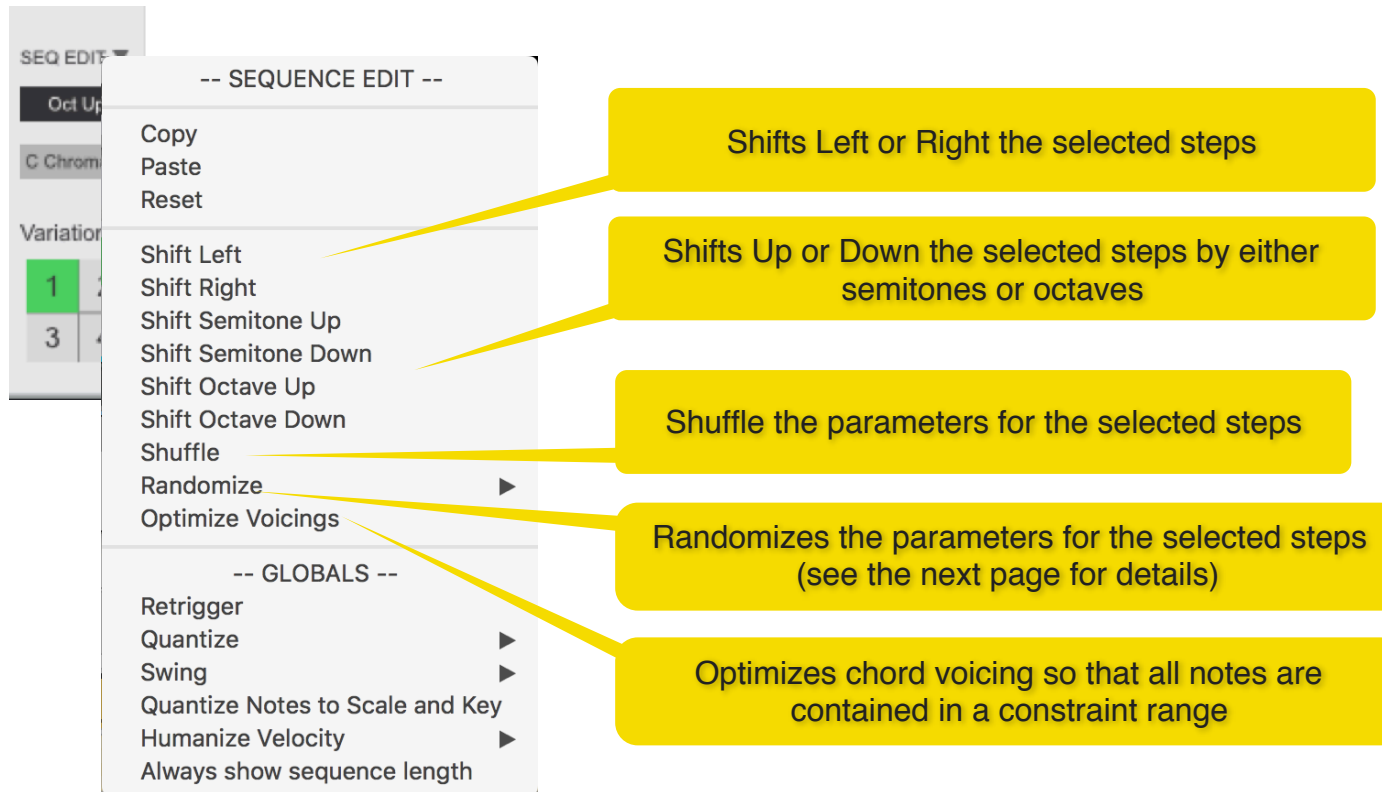 SEQ EDIT ▼
Oct Up
C Chrom
Variation
1
3
-- SEQUENCE EDIT --
Copy
Paste
Reset
Shift Left
Shift Right
Shift Semitone Up
Shift Semitone Down
Shift Octave Up
Shift Octave Down
Shuffle
Randomize ▶
Optimize Voicings
-- GLOBALS --
Retrigger
Quantize ▶
Swing ▶
Quantize Notes to Scale and Key
Humanize Velocity ▶
Always show sequence length
Shifts Left or Right the selected steps
Shifts Up or Down the selected steps by either
semitones or octaves
Shuffle the parameters for the selected steps
Randomizes the parameters for the selected steps
(see the next page for details)
Optimizes chord voicing so that all notes are
contained in a constraint range